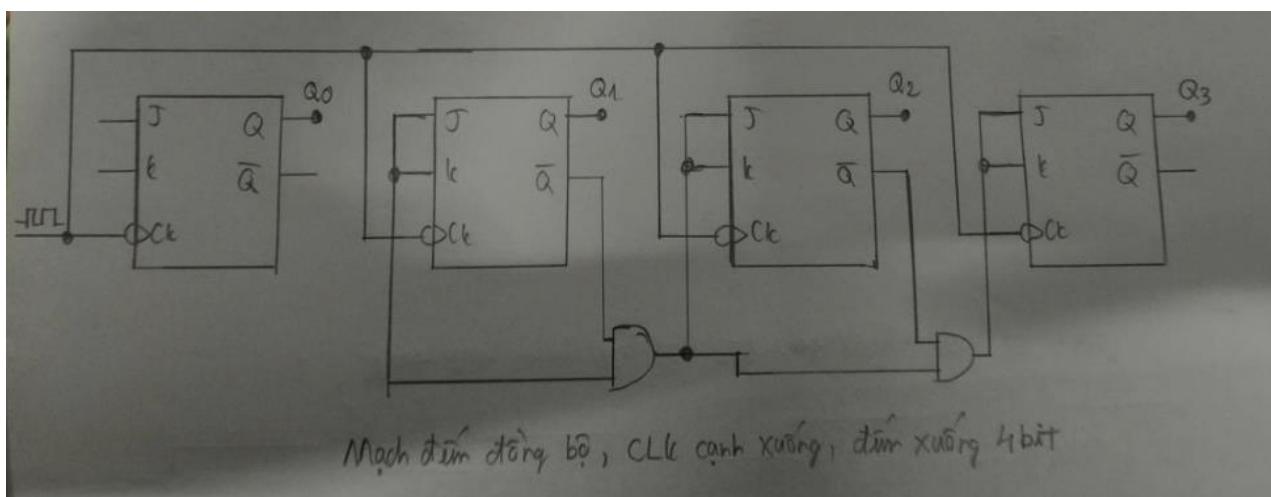 Q0 Q1 Q2 Q3
J Q J Q J Q J Q
K Q̅ K Q̅ K Q̅ K Q̅
Ck Ck Ck Ck
Mạch đếm đồng bộ, CLK cạnh xuống, đếm xuống 4 bit